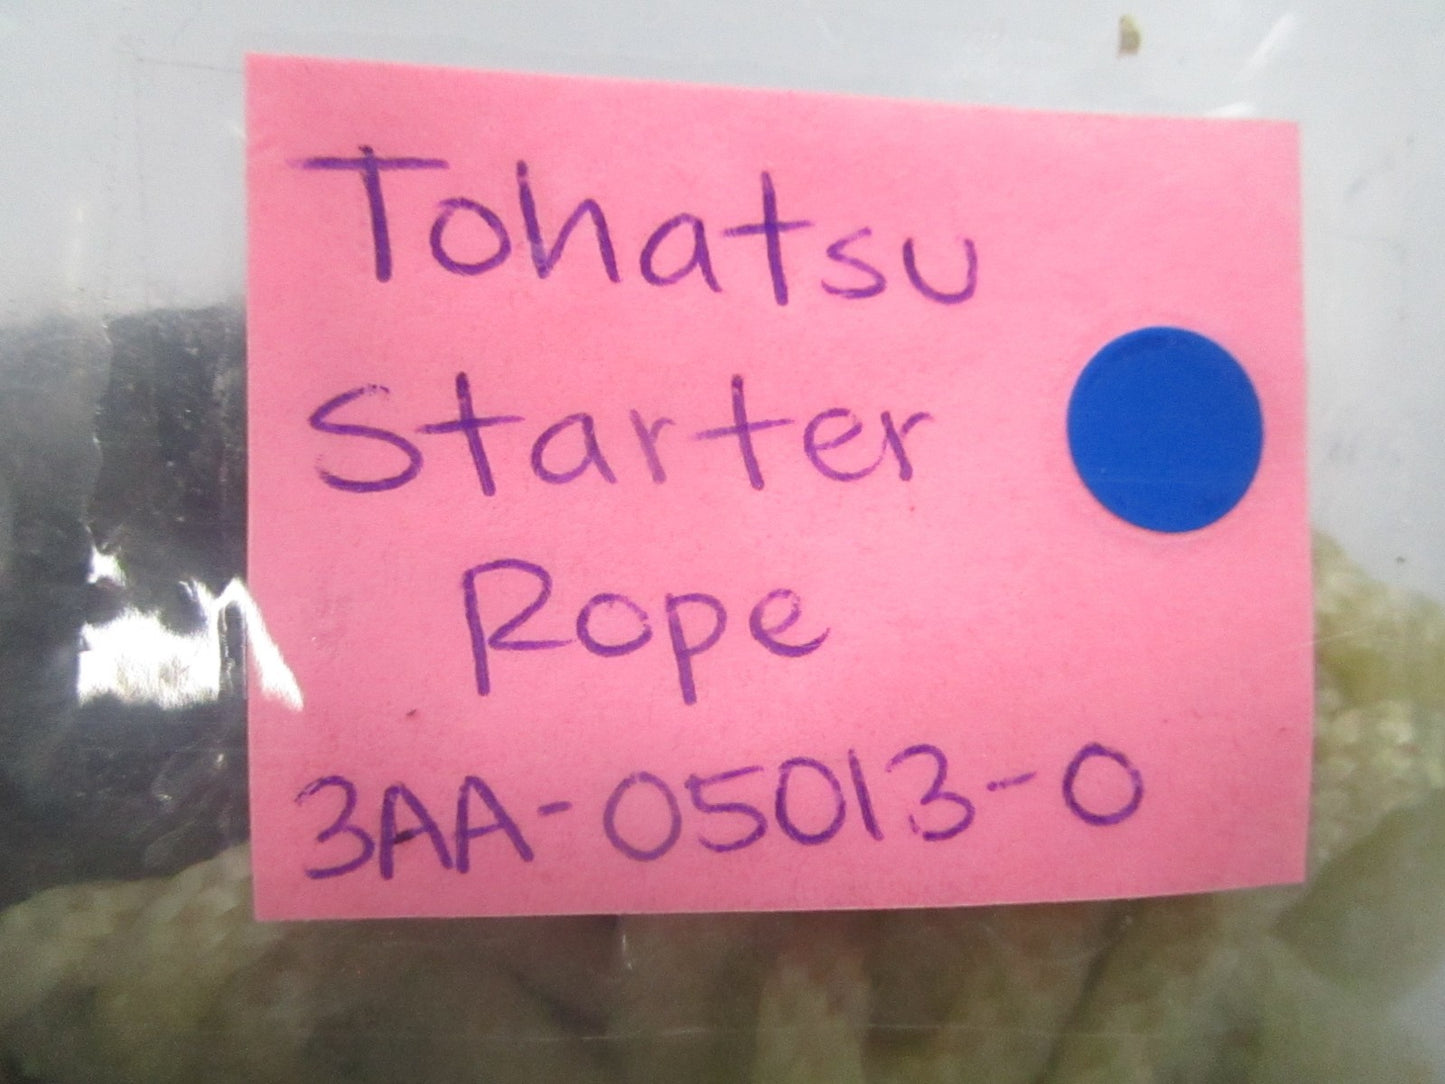 Tohatsu
Starter
Rope
3AA-05013-0